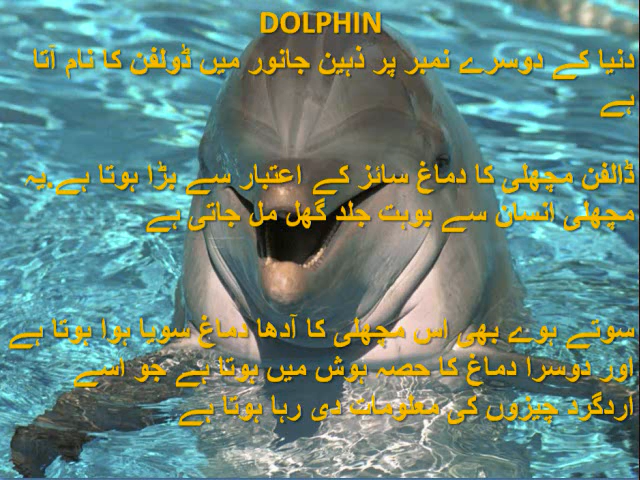 DOLPHIN
دنیا کے دوسرے نمبر پر ذہین جانور میں ڈولفن کا نام آتا
ہے
ڈالفن مچھلی کا دماغ سائز کے اعتبار سے بڑا ہوتا ہے.یہ
مچھلی انسان سے بوہت جلد گھل مل جاتی ہے
سوتے ہوے بھی اس مچھلی کا آدھا دماغ سویا ہوا ہوتا ہے
اور دوسرا دماغ کا حصہ ہوش میں ہوتا ہے جو اسے
اردگرد چیزوں کی معلومات دی رہا ہوتا ہے